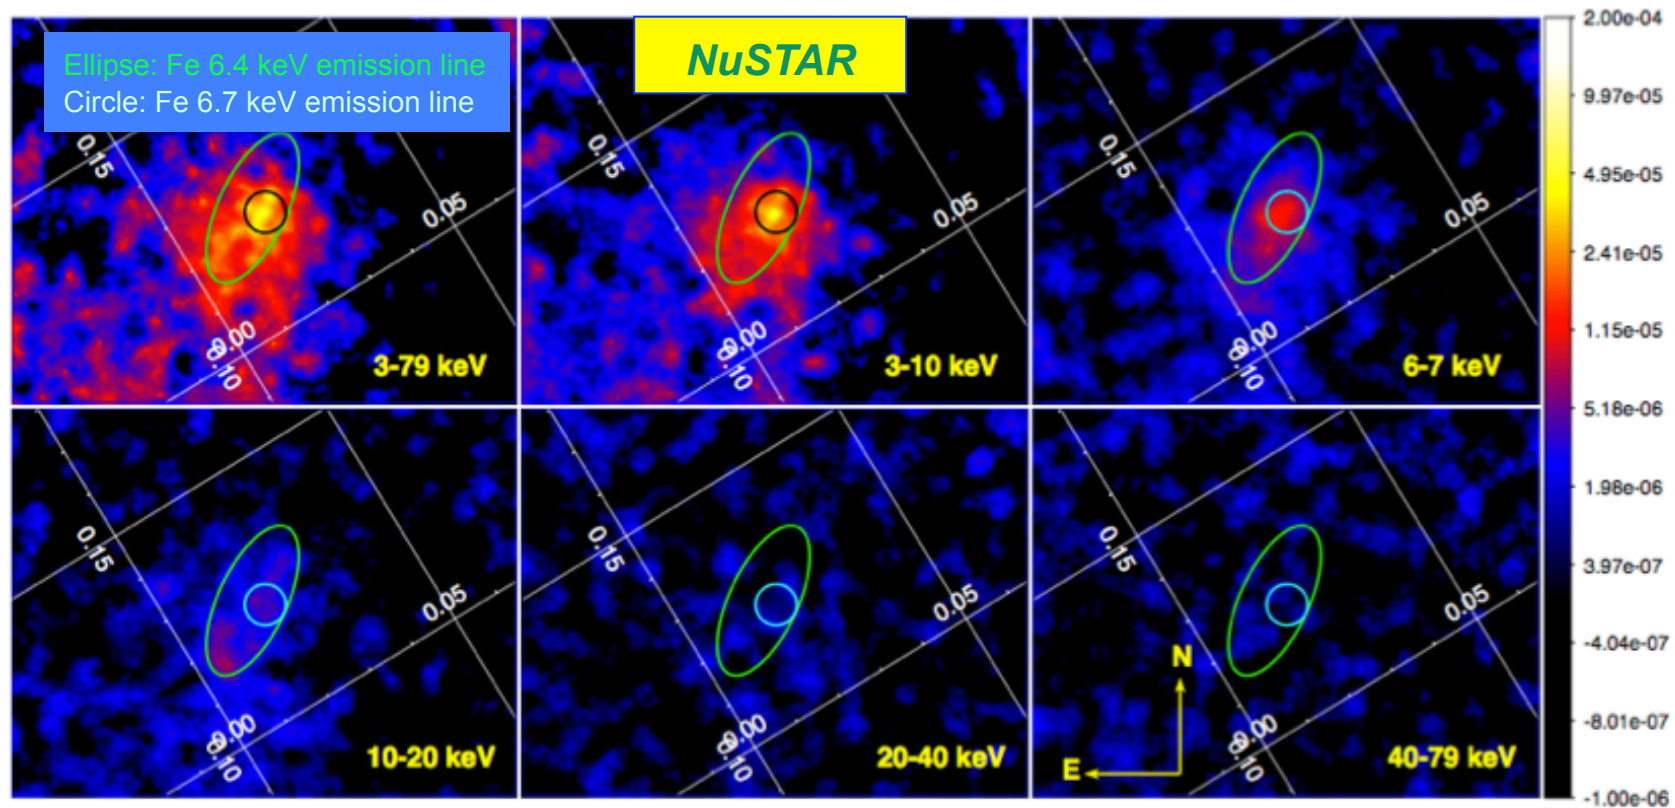 Ellipse: Fe 6.4 keV emission line
Circle: Fe 6.7 keV emission line
NuSTAR
0.15
0.05
0.00
0.10
3-79 keV
0.15
0.05
0.00
0.10
3-10 keV
0.15
0.05
0.00
0.10
6-7 keV
0.15
0.05
0.00
0.10
10-20 keV
0.15
0.05
0.00
0.10
20-40 keV
0.15
0.05
0.00
0.10
N
E
40-79 keV
2.00e-04
9.97e-05
4.95e-05
2.41e-05
1.15e-05
5.18e-06
1.98e-06
3.97e-07
-4.04e-07
-8.01e-07
-1.00e-06